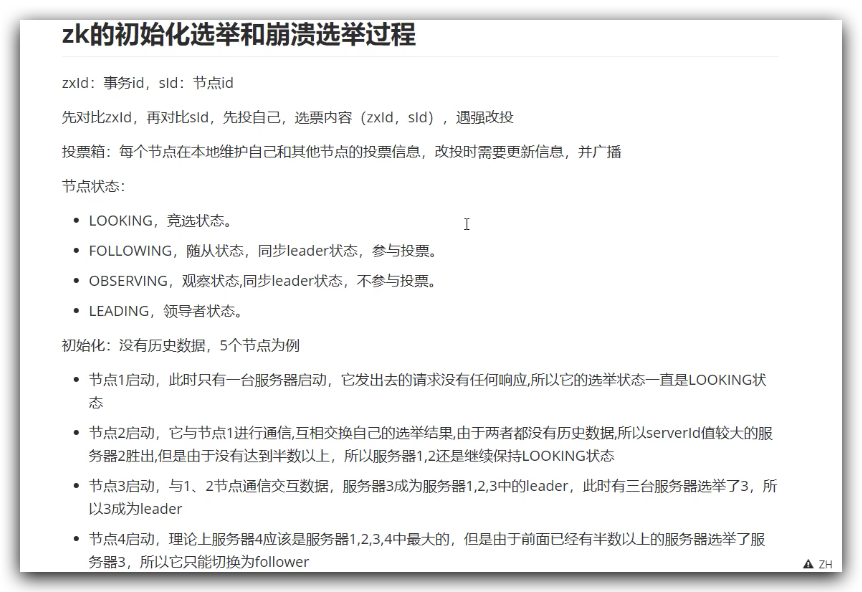 zk的初始化选举和崩溃选举过程
zxId：事务id，sId：节点id
先对比zxId，再对比sId，先投自己，选票内容（zxId，sId），遇强改投
投票箱：每个节点在本地维护自己和其他节点的投票信息，改投时需要更新信息，并广播
节点状态：
• LOOKING，竞选状态。
• FOLLOWING，随从状态，同步leader状态，参与投票。
• OBSERVING，观察状态,同步leader状态，不参与投票。
• LEADING，领导者状态。
初始化：没有历史数据，5个节点为例
• 节点1启动，此时只有一台服务器启动，它发出去的请求没有任何响应,所以它的选举状态一直是LOOKING状
态
• 节点2启动，它与节点1进行通信,互相交换自己的选举结果,由于两者都没有历史数据,所以serverId值较大的服
务器2胜出,但是由于没有达到半数以上，所以服务器1,2还是继续保持LOOKING状态
• 节点3启动，与1、2节点通信交互数据，服务器3成为服务器1,2,3中的leader，此时有三台服务器选举了3，所
以3成为leader
• 节点4启动，理论上服务器4应该是服务器1,2,3,4中最大的，但是由于前面已经有半数以上的服务器选举了服
务器3，所以它只能切换为follower
ZH